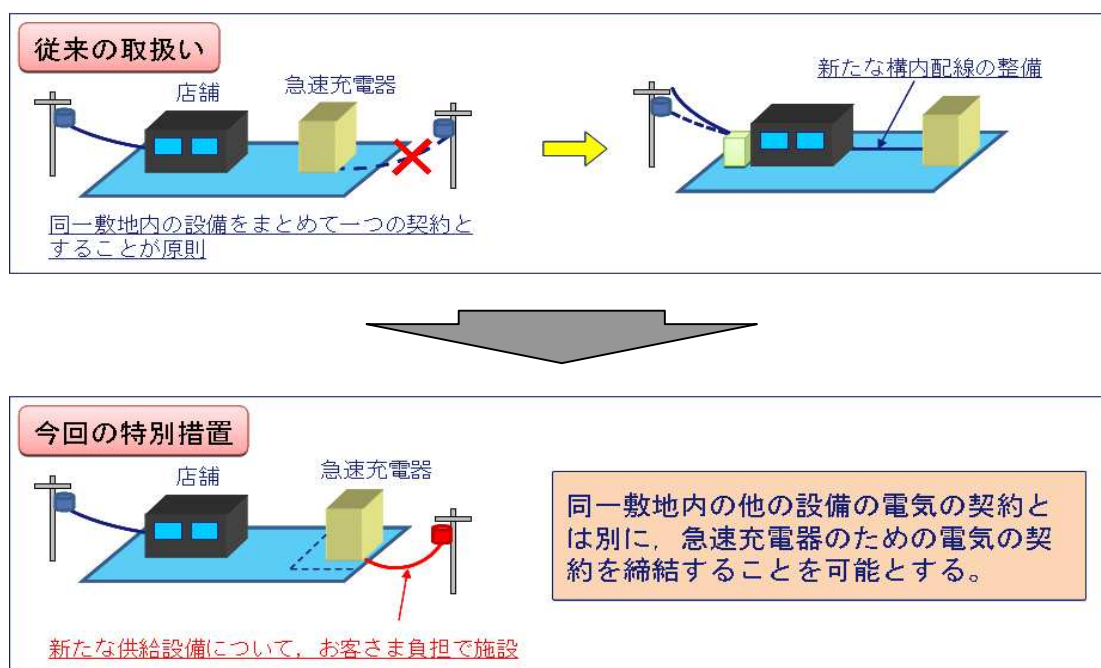 従来の取扱い
店舗
急速充電器
新たな構内配線の整備
同一敷地内の設備をまとめて一つの契約と
することが原則
今回の特別措置
店舗
急速充電器
同一敷地内の他の設備の電気の契約と
は別に，急速充電器のための電気の契
約を締結することを可能とする。
新たな供給設備について，お客さま負担で施設